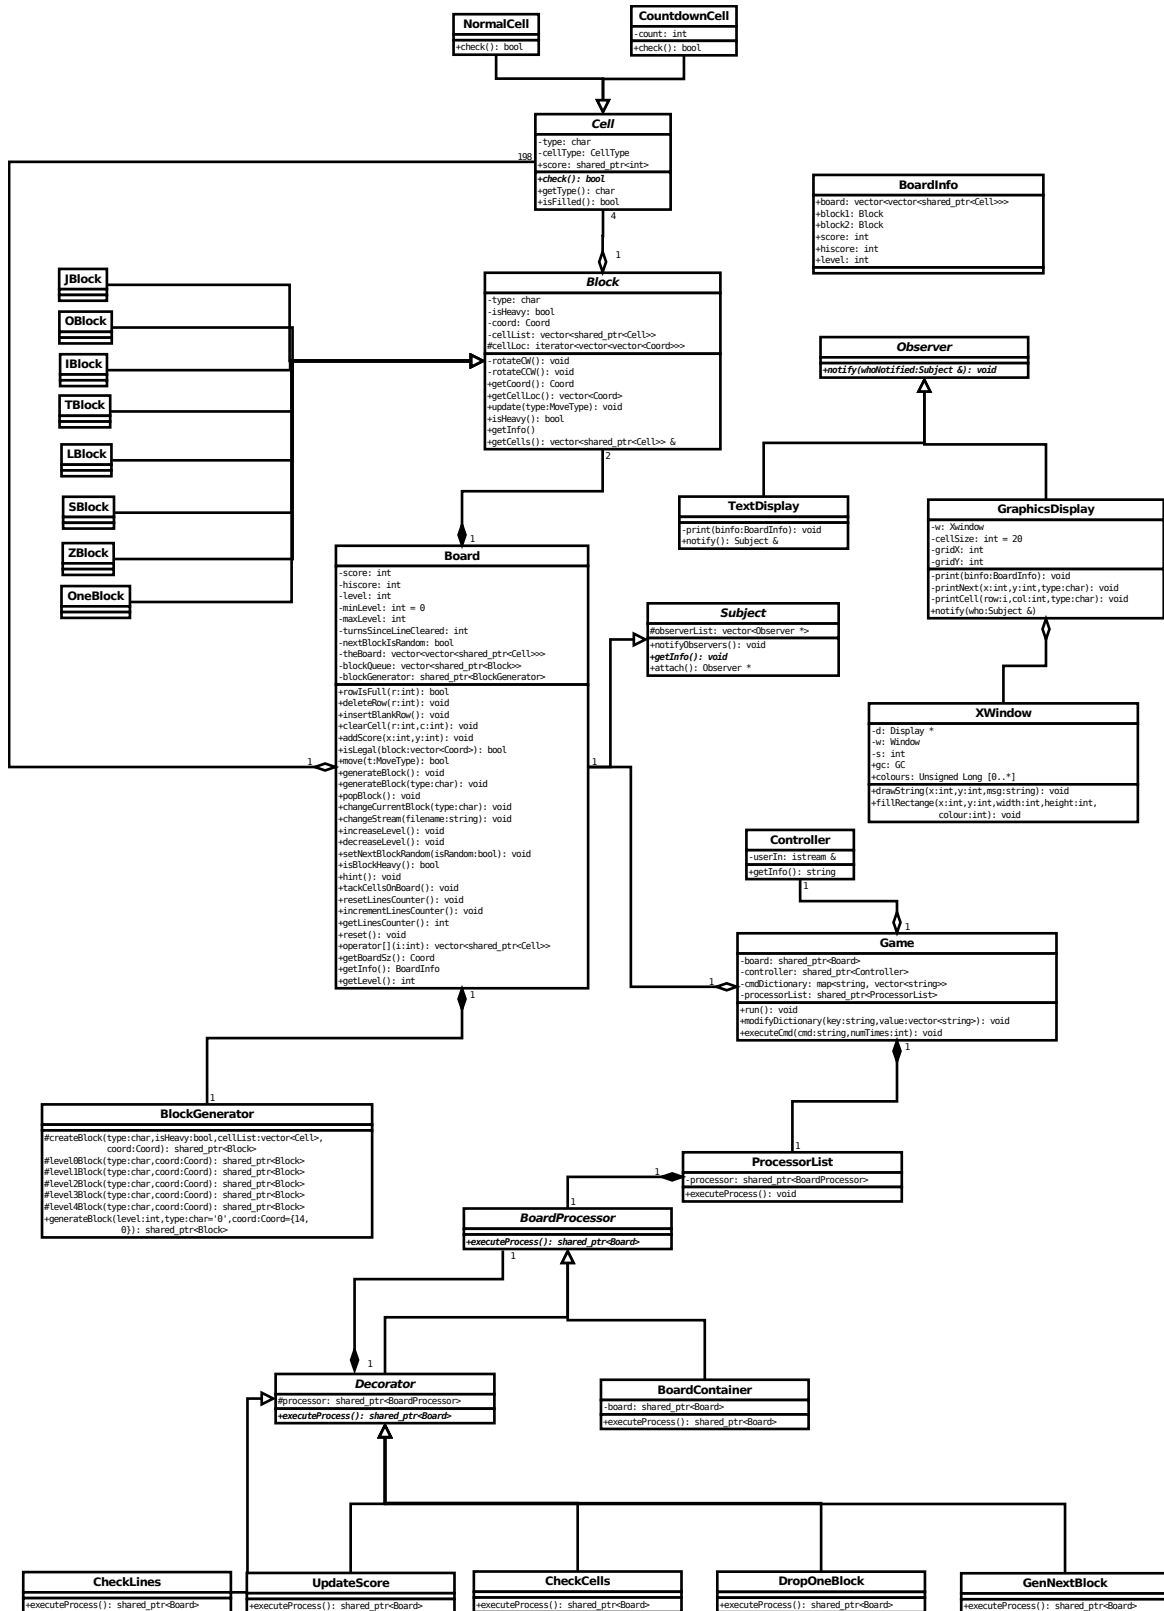 NormalCell
+check(): bool
CountdownCell
-count: int
+check(): bool
Cell
-type: char
-cellType: CellType
+score: shared_ptr<int>
+check(): bool
+getType(): char
+isFilled(): bool
198
4
1
BoardInfo
+board: vector<vector<shared_ptr<Cell>>>
+block1: Block
+block2: Block
+score: int
+hiscore: int
+level: int
JBlock
OBlock
IBlock
TBlock
LBlock
SBlock
ZBlock
OneBlock
Block
-type: char
-isHeavy: bool
-coord: Coord
-cellList: vector<shared_ptr<Cell>>
#cellLoc: iterator<vector<vector<Coord>>>
-rotateCW(): void
-rotateCCW(): void
+getCoord(): Coord
+getCellLoc(): vector<Coord>
+update(type:MoveType): void
+isHeavy(): bool
+getInfo()
+getCells(): vector<shared_ptr<Cell>> &
2
1
Observer
+notify(whoNotified:Subject &): void
TextDisplay
-print(binfo:BoardInfo): void
+notify(): Subject &
GraphicsDisplay
-w: Xwindow
-cellSize: int = 20
-gridX: int
-gridY: int
-print(binfo:BoardInfo): void
-printNext(x:int,y:int,type:char): void
-printCell(row:i,col:int,type:char): void
+notify(who:Subject &)
Board
-score: int
-hiscore: int
-level: int
-minLevel: int = 0
-maxLevel: int
-turnsSinceLineCleared: int
-nextBlockIsRandom: bool
-theBoard: vector<vector<shared_ptr<Cell>>>
-blockQueue: vector<shared_ptr<Block>>
-blockGenerator: shared_ptr<BlockGenerator>
+rowIsFull(r:int): bool
+deleteRow(r:int): void
+insertBlankRow(): void
+clearCell(r:int,c:int): void
+addScore(x:int,y:int): void
+isLegal(block:vector<Coord>): bool
+move(t:MoveType): bool
+generateBlock(): void
+generateBlock(type:char): void
+popBlock(): void
+changeCurrentBlock(type:char): void
+changeStream(filename:string): void
+increaseLevel(): void
+decreaseLevel(): void
+setNextBlockRandom(isRandom:bool): void
+isBlockHeavy(): bool
+hint(): void
+tackCellsOnBoard(): void
+resetLinesCounter(): void
+incrementLinesCounter(): void
+getLinesCounter(): int
+reset(): void
+operator[](i:int): vector<shared_ptr<Cell>>
+getBoardSz(): Coord
+getInfo(): BoardInfo
+getLevel(): int
1
1
1
Subject
#observerList: vector<Observer *>
+notifyObservers(): void
+getInfo(): void
+attach(): Observer *
XWindow
-d: Display *
-w: Window
-s: int
+gc: GC
+colours: Unsigned Long [0..*]
+drawString(x:int,y:int,msg:string): void
+fillRectange(x:int,y:int,width:int,height:int,
colour:int): void
Controller
-userIn: istream &
+getInfo(): string
1
1
Game
-board: shared_ptr<Board>
-controller: shared_ptr<Controller>
-cmdDictionary: map<string, vector<string>>
-processorList: shared_ptr<ProcessorList>
+run(): void
+modifyDictionary(key:string,value:vector<string>): void
+executeCmd(cmd:string,numTimes:int): void
1
1
1
BlockGenerator
#createBlock(type:char,isHeavy:bool,cellList:vector<Cell>,
coord:Coord): shared_ptr<Block>
#level0Block(type:char,coord:Coord): shared_ptr<Block>
#level1Block(type:char,coord:Coord): shared_ptr<Block>
#level2Block(type:char,coord:Coord): shared_ptr<Block>
#level3Block(type:char,coord:Coord): shared_ptr<Block>
#level4Block(type:char,coord:Coord): shared_ptr<Block>
+generateBlock(level:int,type:char='0',coord:Coord={14,
0}): shared_ptr<Block>
1
ProcessorList
-processor: shared_ptr<BoardProcessor>
+executeProcess(): void
1
1
BoardProcessor
+executeProcess(): shared_ptr<Board>
1
1
Decorator
#processor: shared_ptr<BoardProcessor>
+executeProcess(): shared_ptr<Board>
BoardContainer
-board: shared_ptr<Board>
+executeProcess(): shared_ptr<Board>
CheckLines
+executeProcess(): shared_ptr<Board>
UpdateScore
+executeProcess(): shared_ptr<Board>
CheckCells
+executeProcess(): shared_ptr<Board>
DropOneBlock
+executeProcess(): shared_ptr<Board>
GenNextBlock
+executeProcess(): shared_ptr<Board>